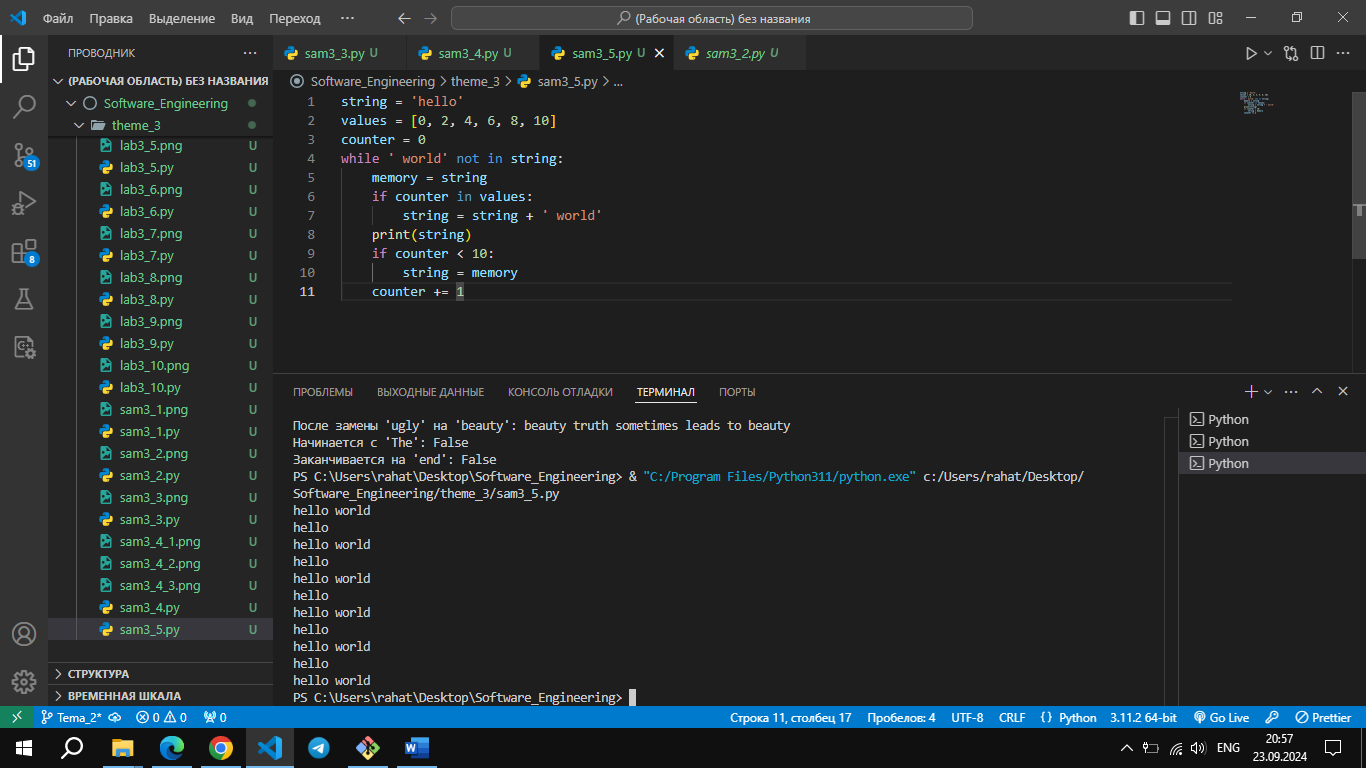 Файл Правка Выделение Вид Переход ··· (Рабочая область) без названия
ПРОВОДНИК ···
(РАБОЧАЯ ОБЛАСТЬ) БЕЗ НАЗВАНИЯ
Software_Engineering
theme_3
lab3_5.png U
lab3_5.py U
lab3_6.png U
lab3_6.py U
lab3_7.png U
lab3_7.py U
lab3_8.png U
lab3_8.py U
lab3_9.png U
lab3_9.py U
lab3_10.png U
lab3_10.py U
sam3_1.png U
sam3_1.py U
sam3_2.png U
sam3_2.py U
sam3_3.png U
sam3_3.py U
sam3_4_1.png U
sam3_4_2.png U
sam3_4_3.png U
sam3_4.py U
sam3_5.py U
СТРУКТУРА
ВРЕМЕННАЯ ШКАЛА
51
8
sam3_3.py U sam3_4.py U sam3_5.py U sam3_2.py U
Software_Engineering > theme_3 > sam3_5.py > ...
1 string = 'hello'
2 values = [0, 2, 4, 6, 8, 10]
3 counter = 0
4 while ' world' not in string:
5 memory = string
6 if counter in values:
7 string = string + ' world'
8 print(string)
9 if counter < 10:
10 string = memory
11 counter += 1
ПРОБЛЕМЫ ВЫХОДНЫЕ ДАННЫЕ КОНСОЛЬ ОТЛАДКИ ТЕРМИНАЛ ПОРТЫ
После замены 'ugly' на 'beauty': beauty truth sometimes leads to beauty
Начинается с 'The': False
Заканчивается на 'end': False
PS C:\Users\rahat\Desktop\Software_Engineering> & "C:/Program Files/Python311/python.exe" c:/Users/rahat/Desktop/
Software_Engineering/theme_3/sam3_5.py
hello world
hello
hello world
hello
hello world
hello
hello world
hello
hello world
hello
hello world
PS C:\Users\rahat\Desktop\Software_Engineering>
Python
Python
Python
Tema_2* 0 0 0 Строка 11, столбец 17 Пробелов: 4 UTF-8 CRLF {} Python 3.11.2 64-bit Go Live Prettier
ENG 20:57
23.09.2024